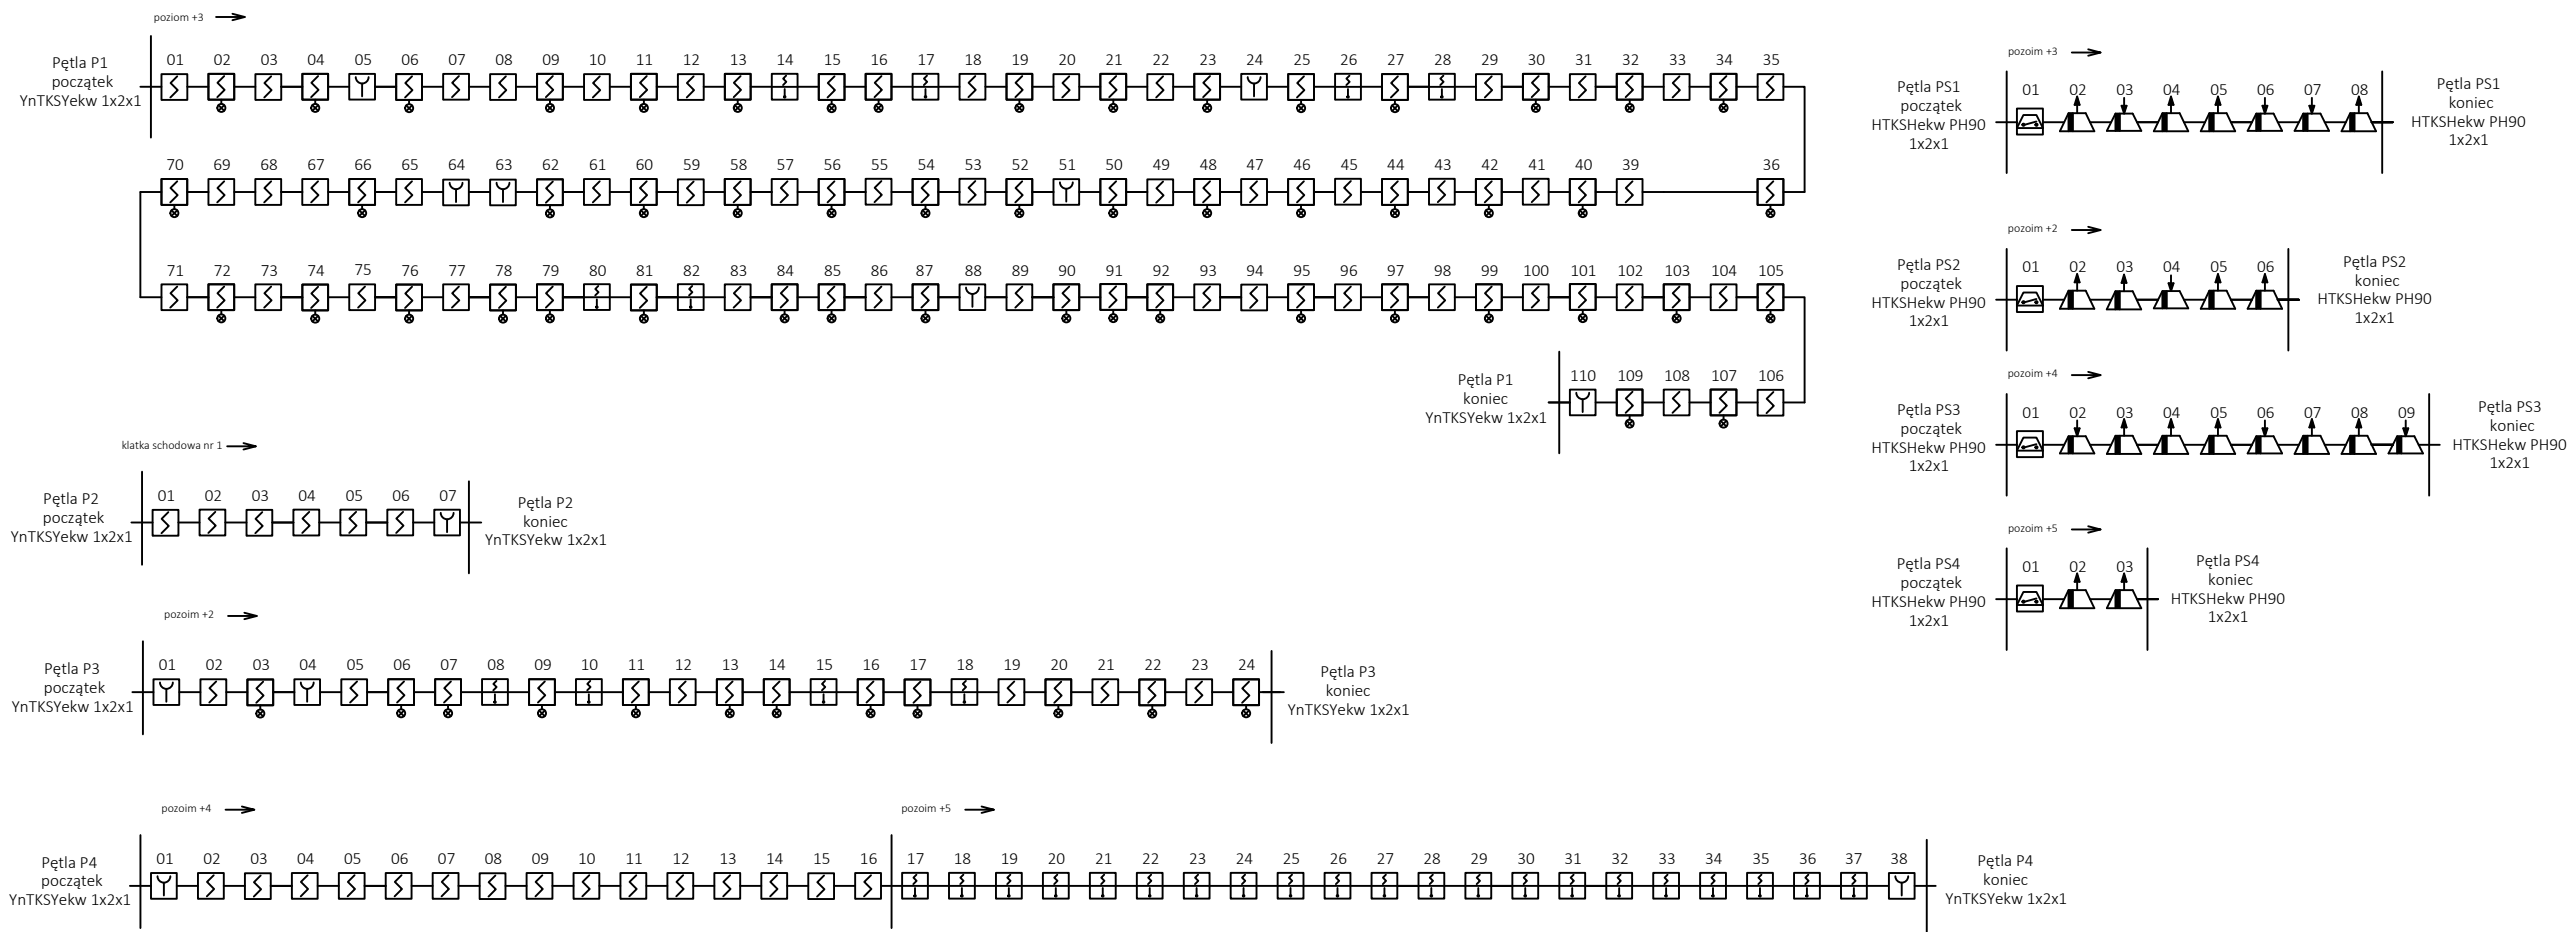 poziom +3
Pętla P1
początek
YnTKSYekw 1x2x1
01 02 03 04 05 06 07 08 09 10 11 12 13 14 15 16 17 18 19 20 21 22 23 24 25 26 27 28 29 30 31 32 33 34 35
70 69 68 67 66 65 64 63 62 61 60 59 58 57 56 55 54 53 52 51 50 49 48 47 46 45 44 43 42 41 40 39 36
71 72 73 74 75 76 77 78 79 80 81 82 83 84 85 86 87 88 89 90 91 92 93 94 95 96 97 98 99 100 101 102 103 104 105
110 109 108 107 106
Pętla P1
koniec
YnTKSYekw 1x2x1
klatka schodowa nr 1
Pętla P2
początek
YnTKSYekw 1x2x1
01 02 03 04 05 06 07
Pętla P2
koniec
YnTKSYekw 1x2x1
pozoim +2
Pętla P3
początek
YnTKSYekw 1x2x1
01 02 03 04 05 06 07 08 09 10 11 12 13 14 15 16 17 18 19 20 21 22 23 24
Pętla P3
koniec
YnTKSYekw 1x2x1
pozoim +4
pozoim +5
Pętla P4
początek
YnTKSYekw 1x2x1
01 02 03 04 05 06 07 08 09 10 11 12 13 14 15 16 17 18 19 20 21 22 23 24 25 26 27 28 29 30 31 32 33 34 35 36 37 38
Pętla P4
koniec
YnTKSYekw 1x2x1
pozoim +3
Pętla PS1
początek
HTKSHekw PH90
1x2x1
01 02 03 04 05 06 07 08
Pętla PS1
koniec
HTKSHekw PH90
1x2x1
pozoim +2
Pętla PS2
początek
HTKSHekw PH90
1x2x1
01 02 03 04 05 06
Pętla PS2
koniec
HTKSHekw PH90
1x2x1
pozoim +4
Pętla PS3
początek
HTKSHekw PH90
1x2x1
01 02 03 04 05 06 07 08 09
Pętla PS3
koniec
HTKSHekw PH90
1x2x1
pozoim +5
Pętla PS4
początek
HTKSHekw PH90
1x2x1
01 02 03
Pętla PS4
koniec
HTKSHekw PH90
1x2x1